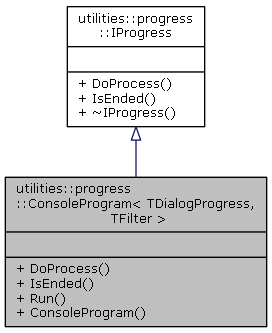 utilities::progress
::IProgress
+ DoProcess()
+ IsEnded()
+ ~IProgress()
utilities::progress
::ConsoleProgram< TDialogProgress,
TFilter >
+ DoProcess()
+ IsEnded()
+ Run()
+ ConsoleProgram()